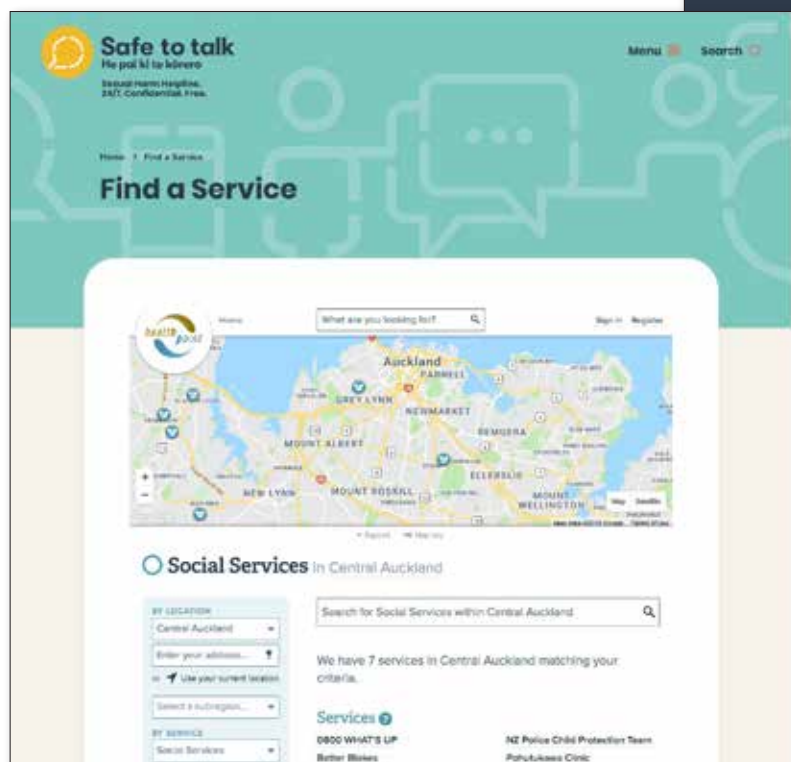 Safe to talk
He pai ki te kōrero
Sexual Harm Helpline.
24/7. Confidential. Free.
Menu
Search
Home > Find a Service
Find a Service
health point
Home
What are you looking for?
Sign in
Register
Auckland
PARNELL
GREY LYNN
NEWMARKET
REMUERA
MOUNT ALBERT
ELLERSLIE
NEW LYNN
MOUNT ROSKILL
MOUNT WELLINGTON
Map
Satellite
+
−
Social Services in Central Auckland
BY LOCATION
Central Auckland
Enter your address...
or Use your current location
Select a subregion...
BY SERVICE
Social Services
Search for Social Services within Central Auckland
We have 7 services in Central Auckland matching your
criteria.
Services ?
0800 WHAT'S UP
NZ Police Child Protection Team
Better Blokes
Pohutukawa Clinic